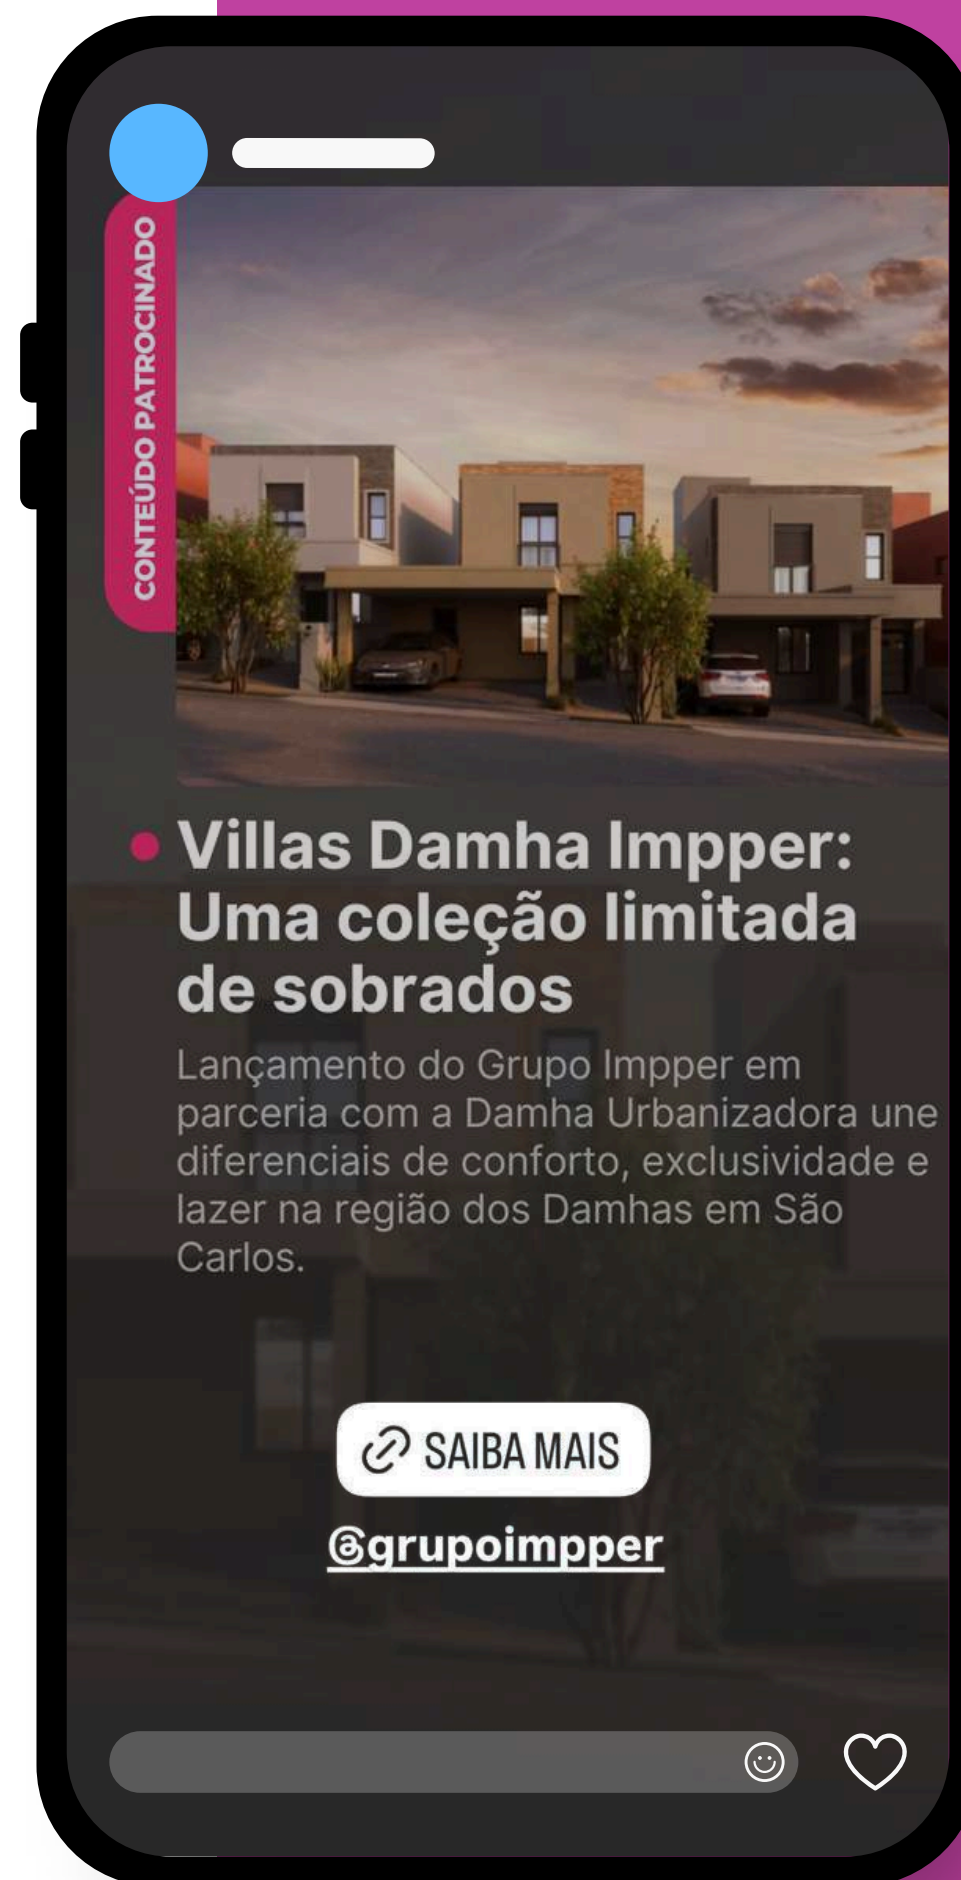 CONTEÚDO PATROCINADO
Villas Damha Impper:
Uma coleção limitada
de sobrados
Lançamento do Grupo Impper em
parceria com a Damha Urbanizadora une
diferenciais de conforto, exclusividade e
lazer na região dos Damhas em São
Carlos.
SAIBA MAIS
@grupoimpper